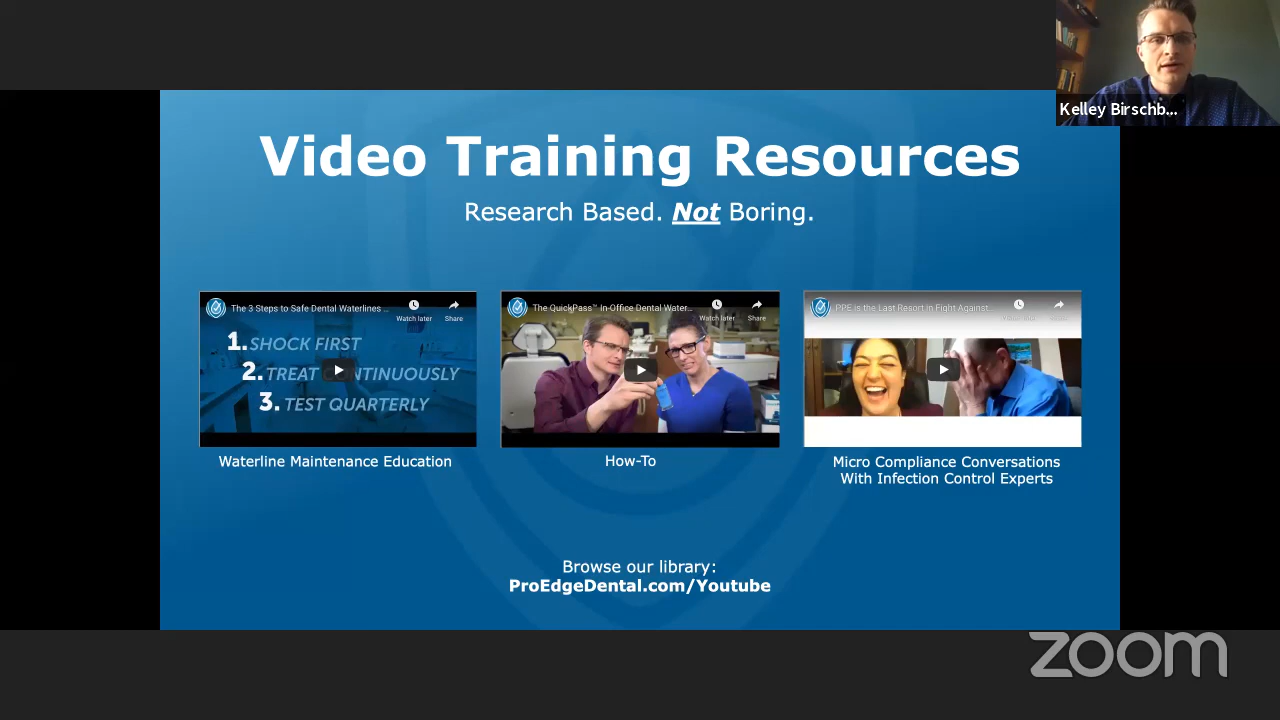 Kelley Birschb...
Video Training Resources
Research Based. Not Boring.
The 3 Steps to Safe Dental Waterlines ...
Watch later
Share
1. SHOCK FIRST
2. TREAT CONTINUOUSLY
3. TEST QUARTERLY
Waterline Maintenance Education
The QuickPass™ In-Office Dental Water...
Watch later
Share
How-To
PPE is the Last Resort in Fight Against...
Micro Compliance Conversations
With Infection Control Experts
Browse our library:
ProEdgeDental.com/Youtube
zoom